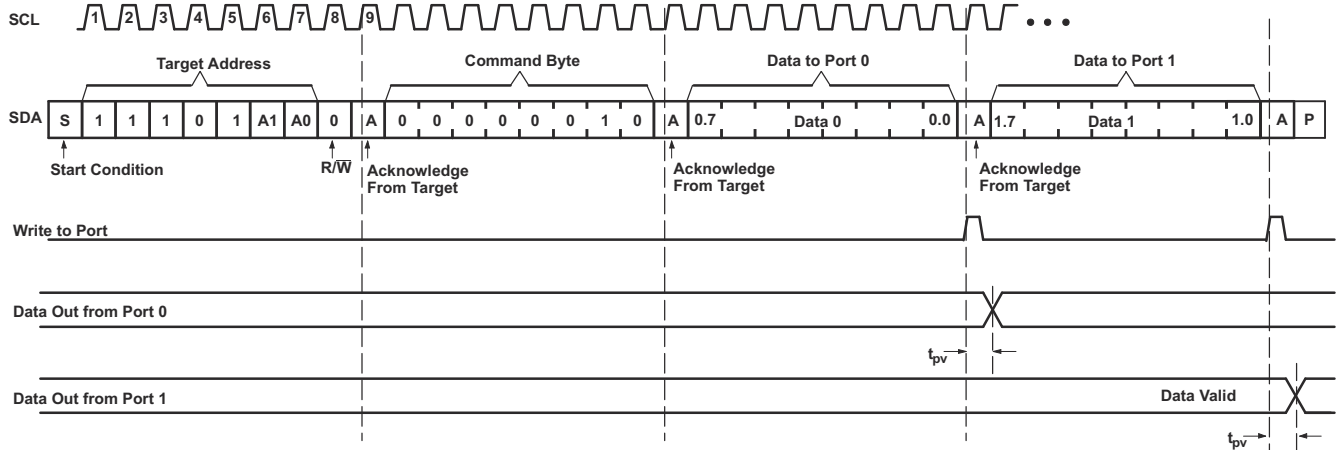 SCL 1 2 3 4 5 6 7 8 9
Target Address Command Byte Data to Port 0 Data to Port 1
SDA S 1 1 1 0 1 A1 A0 0 A 0 0 0 0 0 0 1 0 A 0.7 Data 0 0.0 A 1.7 Data 1 1.0 A P
Start Condition R/W̅ Acknowledge From Target Acknowledge From Target Acknowledge From Target
Write to Port
Data Out from Port 0
tpv
Data Out from Port 1 Data Valid
tpv